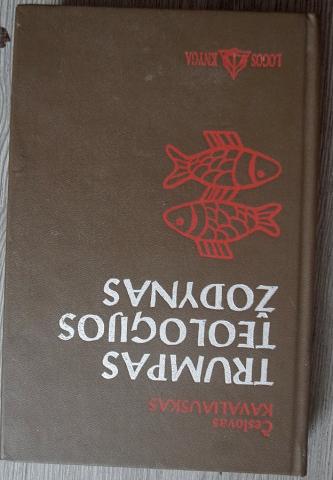 Česlovas
KAVALIAUSKAS
TRUMPAS
TEOLOGIJOS
ŽODYNAS
LOGOS KNYGA